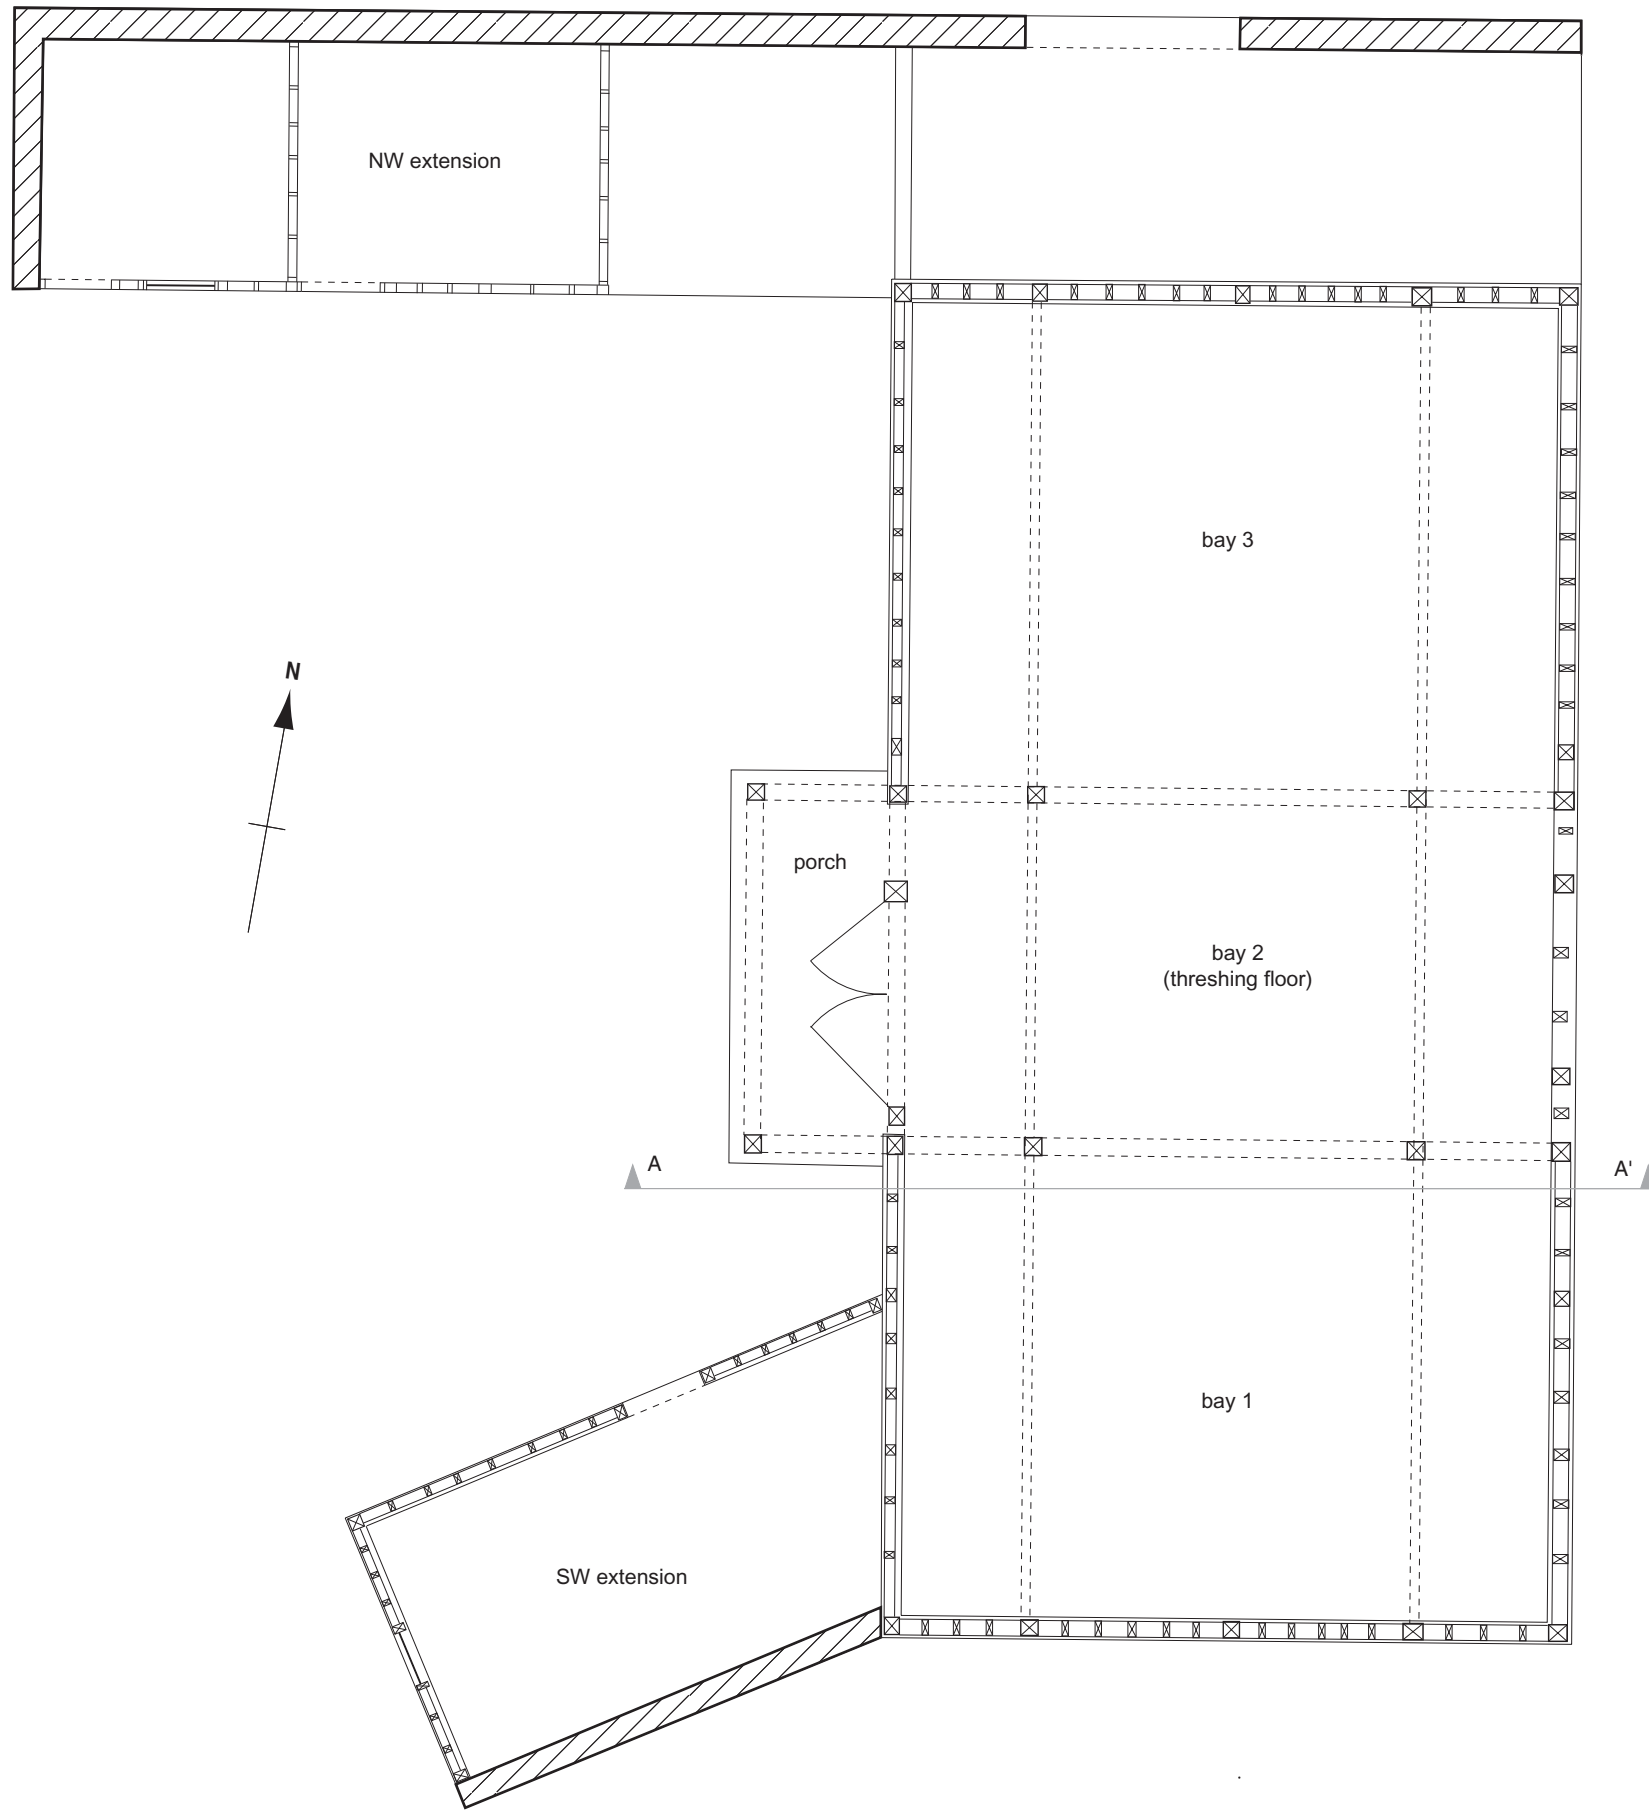 NW extension
bay 3
N
porch
bay 2
(threshing floor)
A
A'
bay 1
SW extension